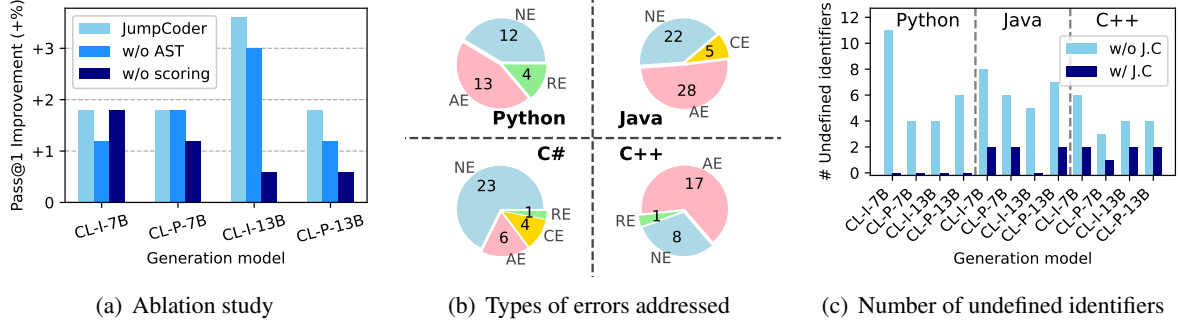 Pass@1 Improvement (+%)
+3
+2
+1
0
JumpCoder
w/o AST
w/o scoring
CL-I-7B
CL-P-7B
CL-I-13B
CL-P-13B
Generation model
(a) Ablation study
NE
12
4
RE
13
AE
Python
NE
22
5
CE
28
AE
Java
C#
NE
23
1
RE
4
CE
6
AE
C++
AE
17
1
RE
8
NE
(b) Types of errors addressed
# Undefined identifiers
12
10
8
6
4
2
0
Python
Java
C++
w/o J.C
w/ J.C
CL-I-7B
CL-P-7B
CL-I-13B
CL-P-13B
CL-I-7B
CL-P-7B
CL-I-13B
CL-P-13B
CL-I-7B
CL-P-7B
CL-I-13B
CL-P-13B
Generation model
(c) Number of undefined identifiers